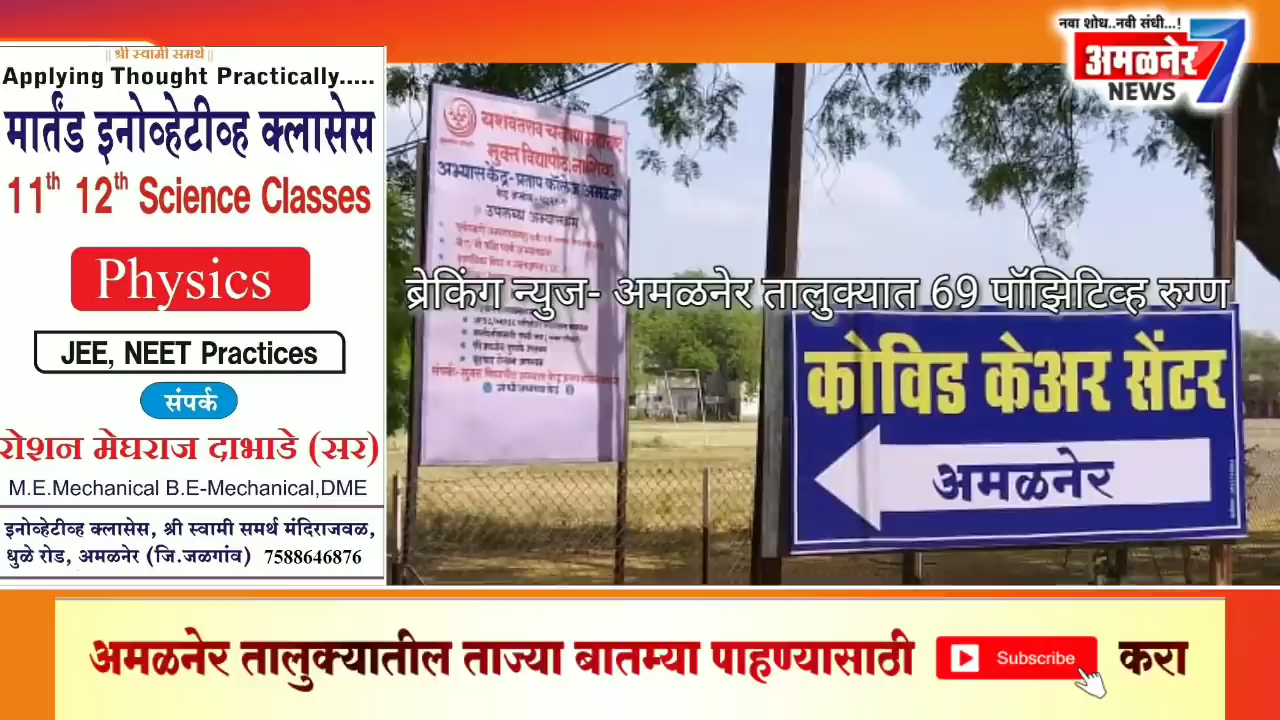 || श्री स्वामी समर्थ ||
Applying Thought Practically.....
मार्तंड इनोव्हेटीव्ह क्लासेस
11th 12th Science Classes
Physics
JEE, NEET Practices
संपर्क
रोशन मेघराज दाभाडे (सर)
M.E.Mechanical B.E-Mechanical,DME
इनोव्हेटीव्ह क्लासेस, श्री स्वामी समर्थ मंदिराजवळ,
धुळे रोड, अमळनेर (जि.जळगांव) 7588646876
नवा शोध..नवी संधी...!
अमळनेर 7
NEWS
यशवंतराव चव्हाण महाराष्ट्र
मुक्त विद्यापीठ, नाशिक
अभ्यासकेंद्र-प्रताप कॉलेज, अमळनेर
उपलब्ध अभ्यासक्रम
ब्रेकिंग न्युज- अमळनेर तालुक्यात 69 पॉझिटिव्ह रुग्ण
कोविड केअर सेंटर
अमळनेर
अमळनेर तालुक्यातील ताज्या बातम्या पाहण्यासाठी Subscribe करा